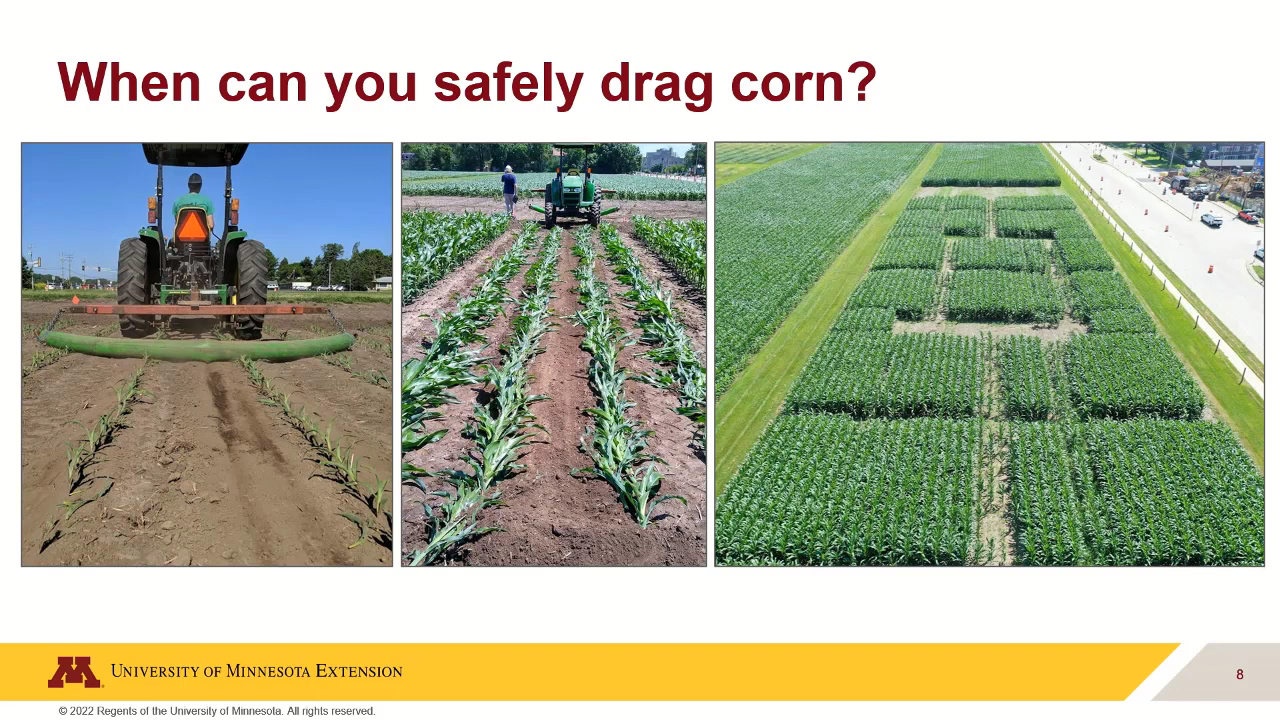 When can you safely drag corn?
University of Minnesota Extension
8
© 2022 Regents of the University of Minnesota. All rights reserved.